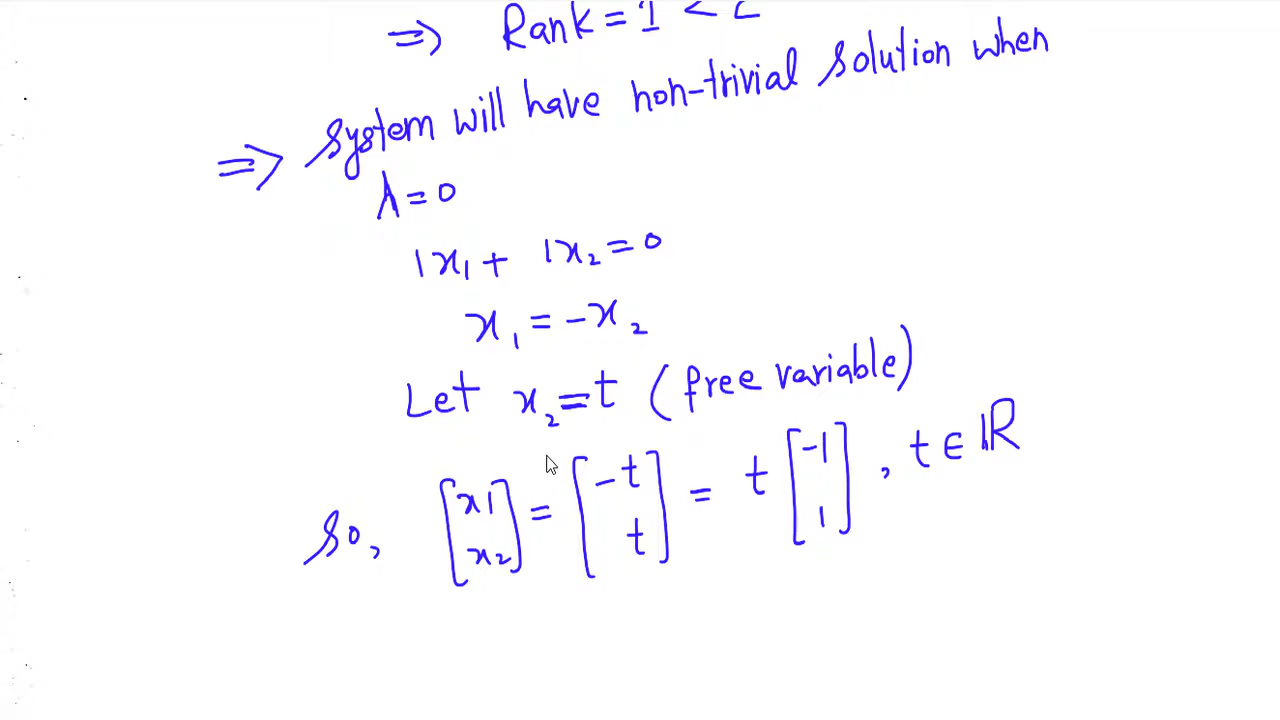 ⇒ Rank = 1 <
⇒ system will have non-trivial solution when
λ = 0
1x₁ + 1x₂ = 0
x₁ = -x₂
Let x₂ = t (free variable)
so, [x1 x2] = [-t t] = t [-1 1], t ∈ ℝ